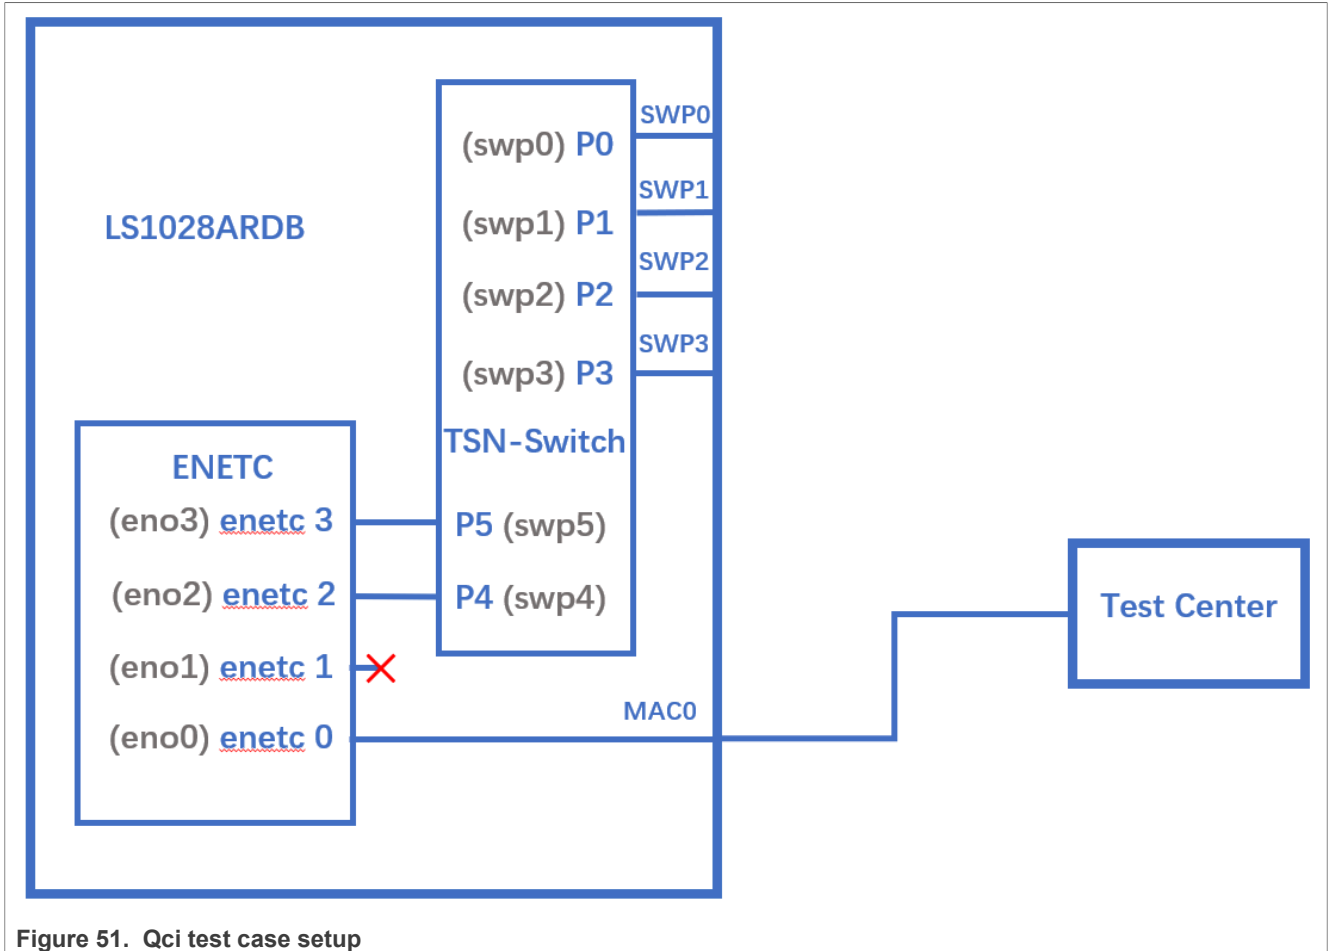 SWP0
(swp0) P0
SWP1
LS1028ARDB
(swp1) P1
SWP2
(swp2) P2
SWP3
(swp3) P3
TSN-Switch
ENETC
(eno3) enetc 3
P5 (swp5)
(eno2) enetc 2
P4 (swp4)
Test Center
(eno1) enetc 1
MAC0
(eno0) enetc 0
Figure 51. Qci test case setup